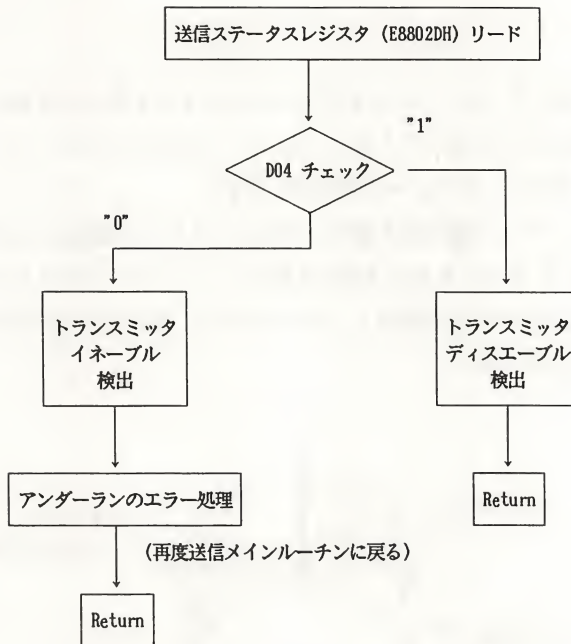 送信ステータスレジスタ (E8802DH) リード
"1"
D04 チェック
"0"
トランスミッタ
イネーブル
検出
トランスミッタ
ディスエーブル
検出
アンダーランのエラー処理
Return
(再度送信メインルーチンに戻る)
Return